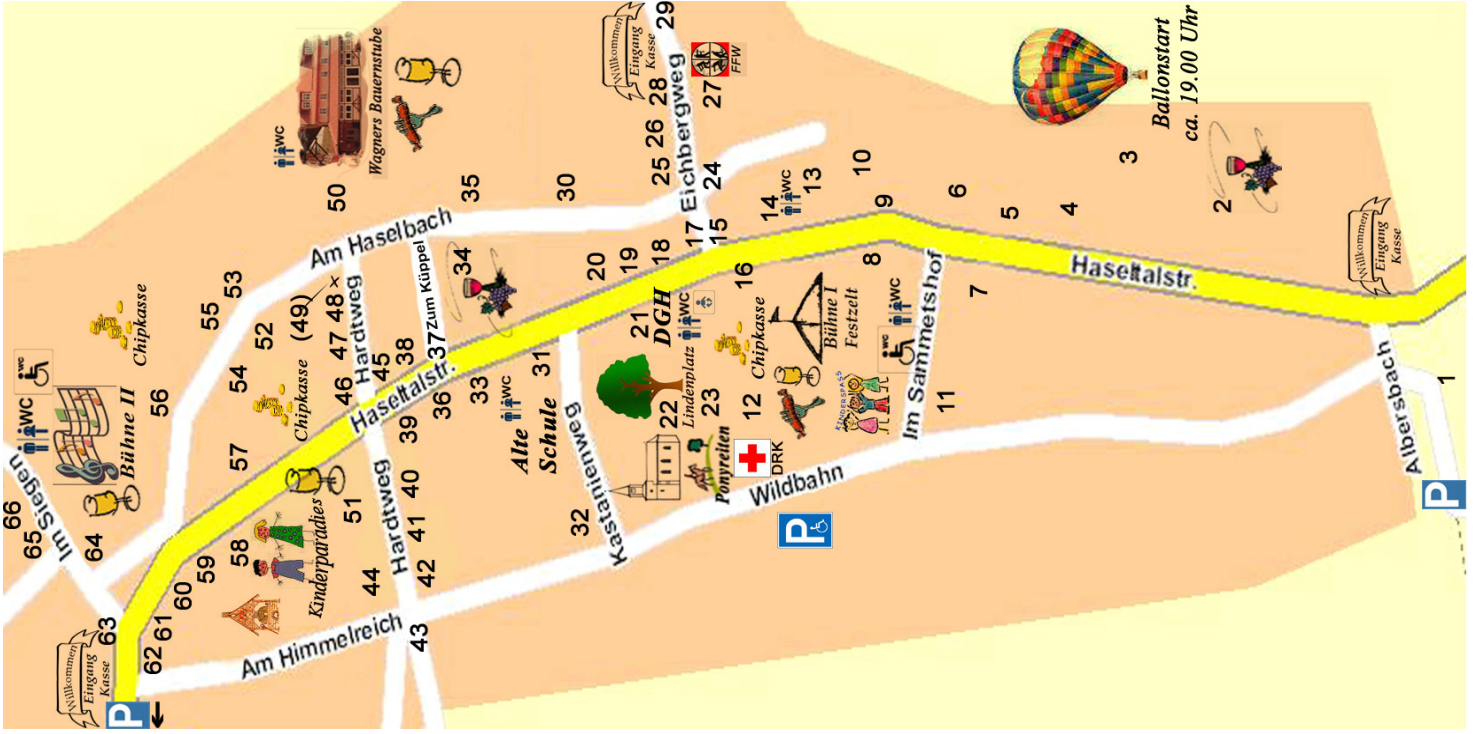 Willkommen
Eingang
Kasse
29
Eichbergweg
FFW
27
28
26
25
24
WC
Wagners Bauernstube
50
35
30
Am Haselbach
Ballonstart
ca. 19.00 Uhr
3
2
10
13
WC
14
9
6
5
4
17
15
18
19
20
34
Zum Küppel
37
53
55
52
(49)
48 ×
47
Hardtweg
45
46
38
Haseltalstr.
36
39
33
31
WC
Chipkasse
WC
WC
Bühne II
56
54
Chipkasse
57
66
65
Im Siegen
64
Willkommen
Eingang
Kasse
Haseltalstr.
8
7
16
21
DGH
WC
Lindenplatz
22
23
Chipkasse
12
Bühne I
Festzelt
WC
WC
Im Sammetshof
11
KINDERSPASS
Alte
Schule
WC
Kastanienweg
32
Ponyreiten
DRK
Wildbahn
P
Albersbach
1
P
51
Hardtweg
40
41
42
43
44
Kinderparadies
58
59
60
61
62
63
Am Himmelreich
Willkommen
Eingang
Kasse
P